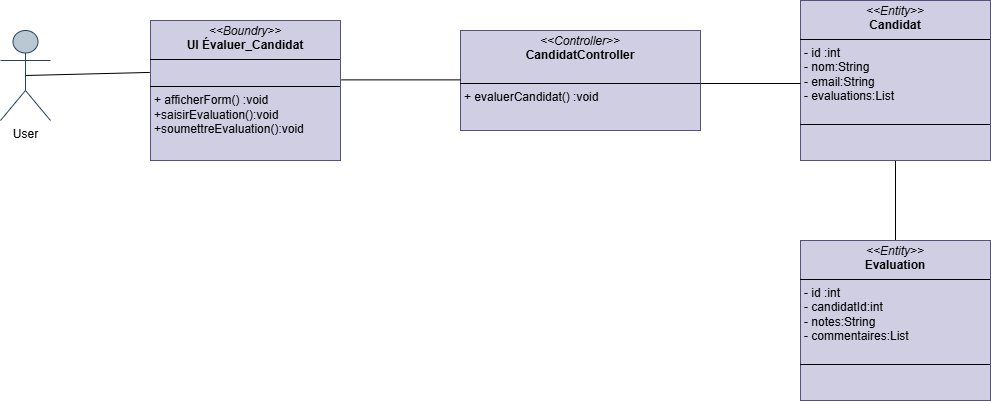 User
<<Boundry>>
UI Évaluer_Candidat
+ afficherForm() :void
+saisirEvaluation():void
+soumettreEvaluation():void
<<Controller>>
CandidatController
+ evaluerCandidat() :void
<<Entity>>
Candidat
- id :int
- nom:String
- email:String
- evaluations:List
<<Entity>>
Evaluation
- id :int
- candidatId:int
- notes:String
- commentaires:List